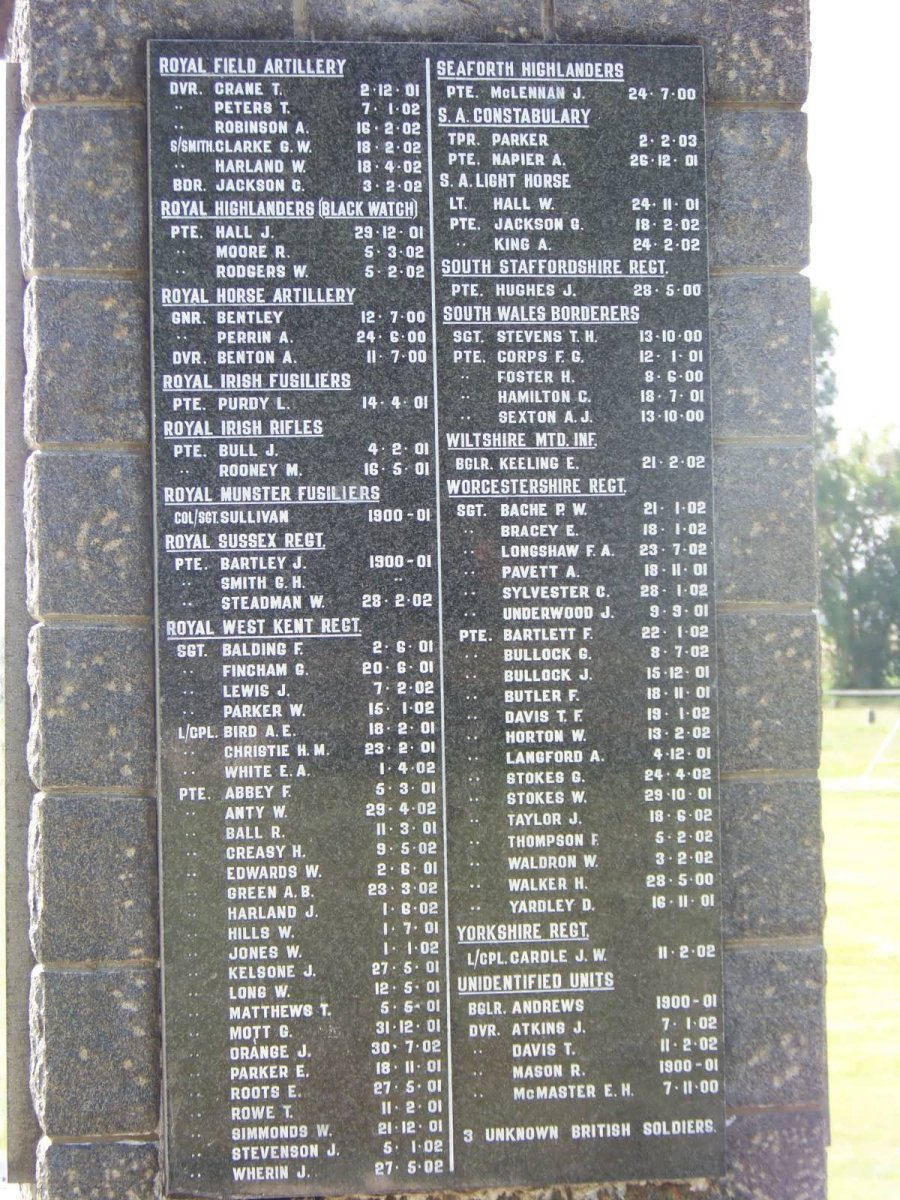 ROYAL FIELD ARTILLERY
DVR. CRANE T. 2·12·01
" PETERS T. 7·1·02
" ROBINSON A. 16·2·02
S/SMITH. CLARKE G.W. 18·2·02
" HARLAND W. 18·4·02
BDR. JACKSON C. 3·2·02
ROYAL HIGHLANDERS (BLACK WATCH)
PTE. HALL J. 29·12·01
" MOORE R. 5·3·02
" RODGERS W. 5·2·02
ROYAL HORSE ARTILLERY
GNR. BENTLEY 12·7·00
" PERRIN A. 24·6·00
DVR. BENTON A. 11·7·00
ROYAL IRISH FUSILIERS
PTE. PURDY L. 14·4·01
ROYAL IRISH RIFLES
PTE. BULL J. 4·2·01
" ROONEY M. 16·5·01
ROYAL MUNSTER FUSILIERS
COL/SGT. SULLIVAN 1900-01
ROYAL SUSSEX REGT.
PTE. BARTLEY J. 1900-01
" SMITH G.H. "
" STEADMAN W. 28·2·02
ROYAL WEST KENT REGT.
SGT. BALDING F. 2·6·01
" FINCHAM G. 20·6·01
" LEWIS J. 7·2·02
" PARKER W. 15·1·02
L/CPL. BIRD A.E. 18·2·01
" CHRISTIE H.M. 23·2·01
" WHITE E.A. 1·4·02
PTE. ABBEY F. 5·3·01
" ANTY W. 29·4·02
" BALL R. 11·3·01
" CREASY H. 9·5·02
" EDWARDS W. 2·6·01
" GREEN A.B. 23·3·02
" HARLAND J. 1·6·02
" HILLS W. 1·7·01
" JONES W. 1·1·02
" KELSONE J. 27·5·01
" LONG W. 12·5·01
" MATTHEWS T. 5·5·01
" MOTT G. 31·12·01
" ORANGE J. 30·7·02
" PARKER E. 18·11·01
" ROOTS E. 27·5·01
" ROWE T. 11·2·01
" SIMMONDS W. 21·12·01
" STEVENSON J. 5·1·02
" WHERIN J. 27·5·02
SEAFORTH HIGHLANDERS
PTE. McLENNAN J. 24·7·00
S.A. CONSTABULARY
TPR. PARKER 2·2·03
PTE. NAPIER A. 26·12·01
S.A. LIGHT HORSE
LT. HALL W. 24·11·01
PTE. JACKSON G. 18·2·02
" KING A. 24·2·02
SOUTH STAFFORDSHIRE REGT.
PTE. HUGHES J. 28·5·00
SOUTH WALES BORDERERS
SGT. STEVENS T.H. 13·10·00
PTE. CORPS F.G. 12·1·01
" FOSTER H. 8·6·00
" HAMILTON C. 18·7·01
" SEXTON A.J. 13·10·00
WILTSHIRE MTD. INF.
BGLR. KEELING E. 21·2·02
WORCESTERSHIRE REGT.
SGT. BACHE P.W. 21·1·02
" BRACEY E. 18·1·02
" LONGSHAW F.A. 23·7·02
" PAVETT A. 18·11·01
" SYLVESTER C. 28·1·02
" UNDERWOOD J. 9·9·01
PTE. BARTLETT F. 22·1·02
" BULLOCK G. 8·7·02
" BULLOCK J. 15·12·01
" BUTLER F. 18·11·01
" DAVIS T.F. 19·1·02
" HORTON W. 13·2·02
" LANGFORD A. 4·12·01
" STOKES G. 24·4·02
" STOKES W. 29·10·01
" TAYLOR J. 18·6·02
" THOMPSON F. 5·2·02
" WALDRON W. 3·2·02
" WALKER H. 28·5·00
" YARDLEY D. 16·11·01
YORKSHIRE REGT.
L/CPL. CARDLE J.W. 11·2·02
UNIDENTIFIED UNITS
BGLR. ANDREWS 1900-01
DVR. ATKINS J. 7·1·02
" DAVIS T. 11·2·02
" MASON R. 1900-01
" McMASTER E.H. 7·11·00
3 UNKNOWN BRITISH SOLDIERS.